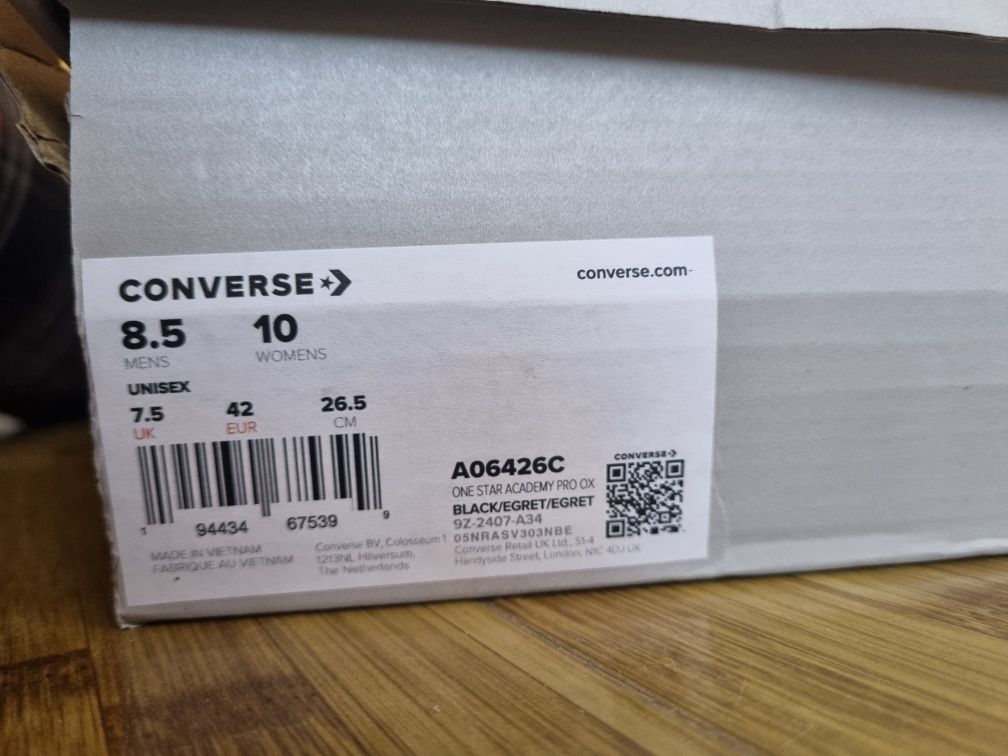 CONVERSE
converse.com
8.5 10
MENS WOMENS
UNISEX
7.5 42 26.5
UK EUR CM
1 94434 67539 9
MADE IN VIETNAM
FABRIQUE AU VIETNAM
Converse BV, Colosseum 1
1213NL Hilversum,
The Netherlands
CONVERSE
A06426C
ONE STAR ACADEMY PRO OX
BLACK/EGRET/EGRET
9Z-2407-A34
05NRASV303NBE
Converse Retail UK Ltd., S1-4
Handyside Street, London, N1C 4DJ UK